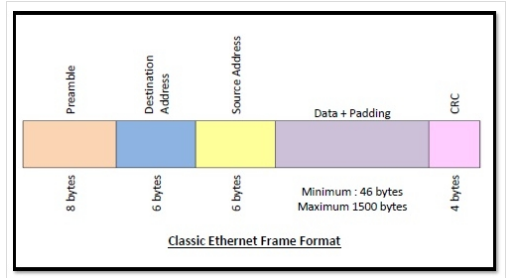 Preamble
Destination
Address
Source Address
Data + Padding
CRC
8 bytes
6 bytes
6 bytes
Minimum : 46 bytes
Maximum 1500 bytes
4 bytes
Classic Ethernet Frame Format